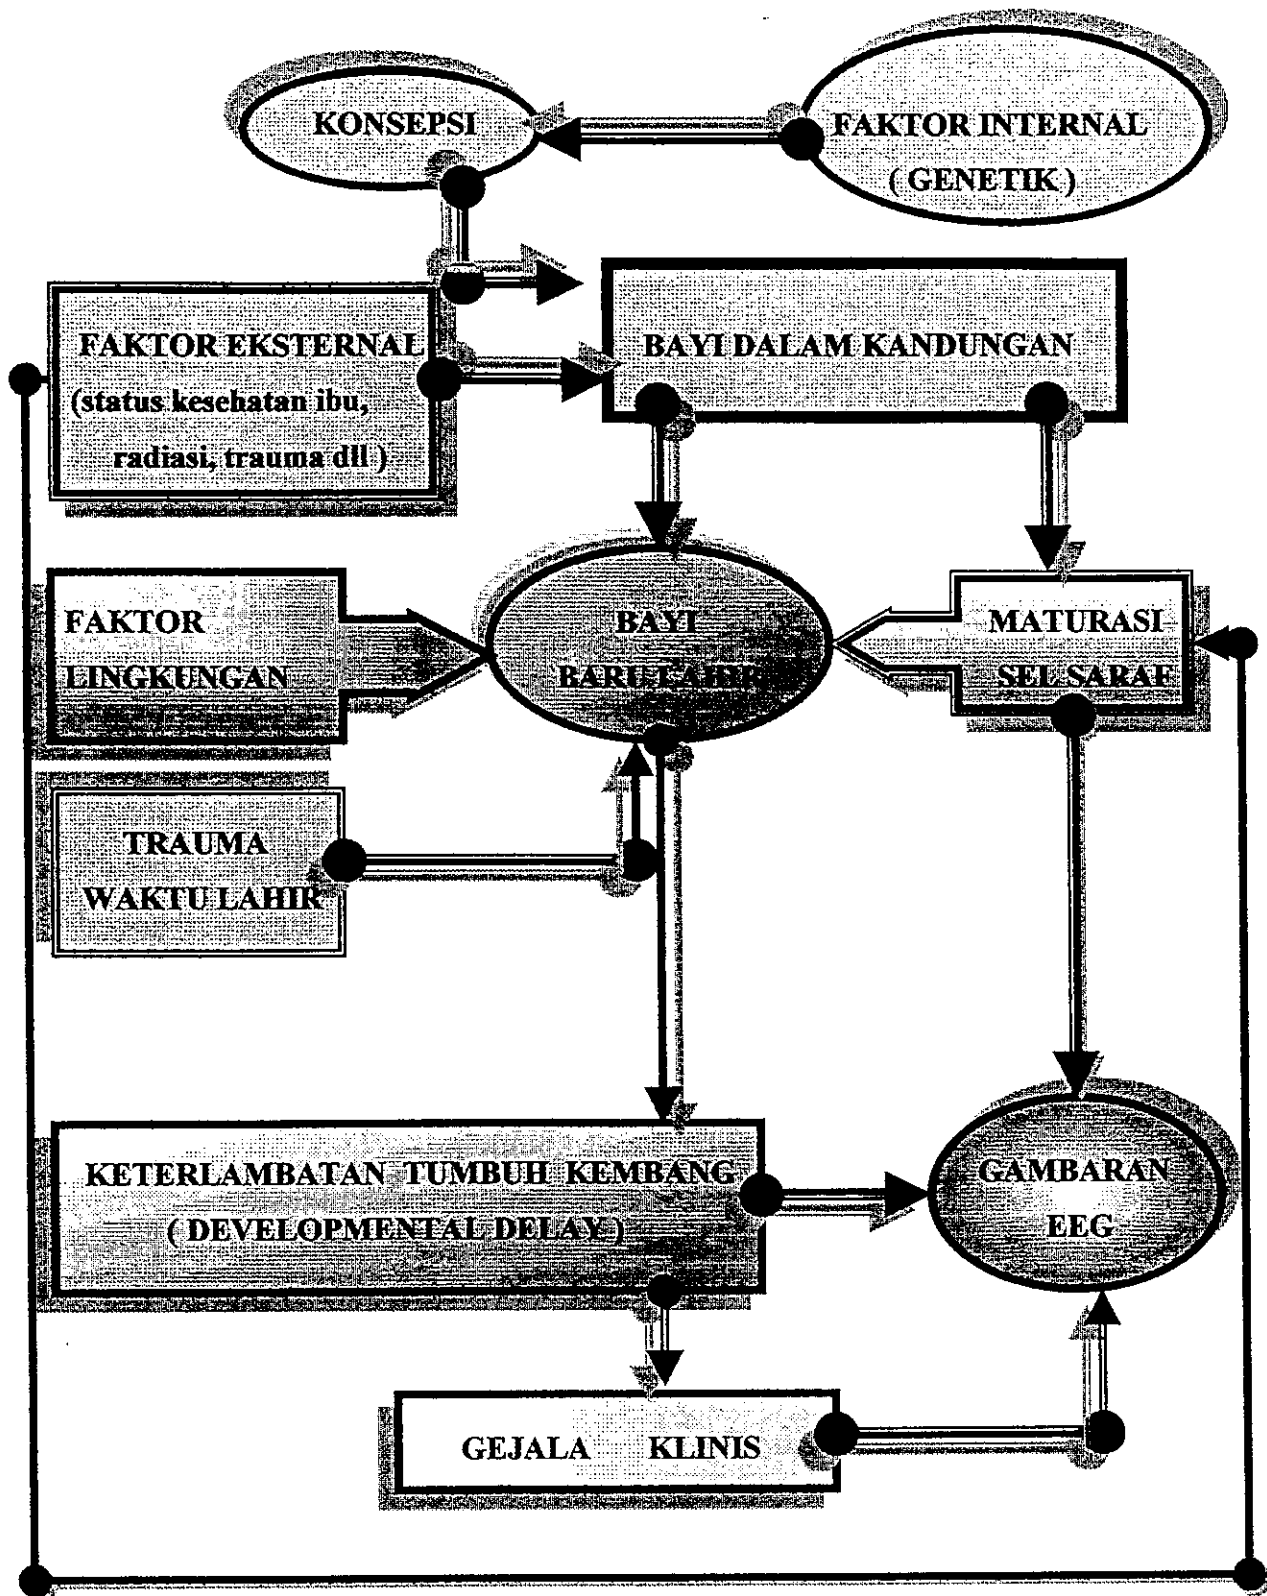 KONSEPSI
FAKTOR INTERNAL
( GENETIK )
FAKTOR EKSTERNAL
(status kesehatan ibu,
radiasi, trauma dll )
BAYI DALAM KANDUNGAN
FAKTOR
LINGKUNGAN
BAYI
BARU LAHIR
MATURASI
SEL SARAF
TRAUMA
WAKTU LAHIR
KETERLAMBATAN TUMBUH KEMBANG
( DEVELOPMENTAL DELAY )
GAMBARAN
EEG
GEJALA KLINIS